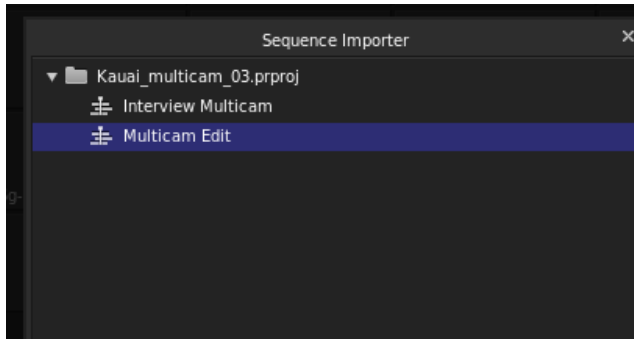 Sequence Importer
Kauai_multicam_03.prproj
Interview Multicam
Multicam Edit